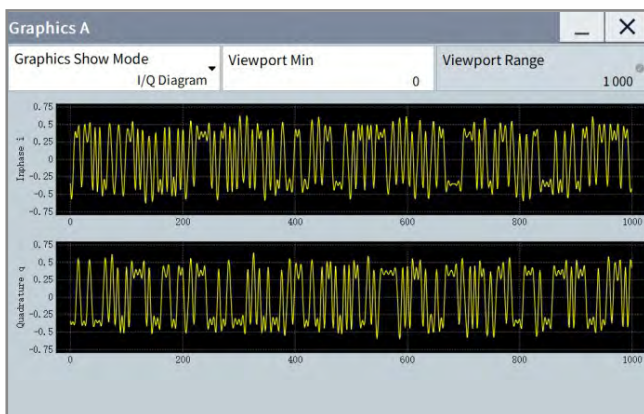 Graphics A
Graphics Show Mode
I/Q Diagram
Viewport Min
0
Viewport Range
1 000
Inphase i
0.75
0.5
0.25
0
-0.25
-0.5
-0.75
0 200 400 600 800 1000
Quadrature q
0.75
0.5
0.25
0
-0.25
-0.5
-0.75
0 200 400 600 800 1000